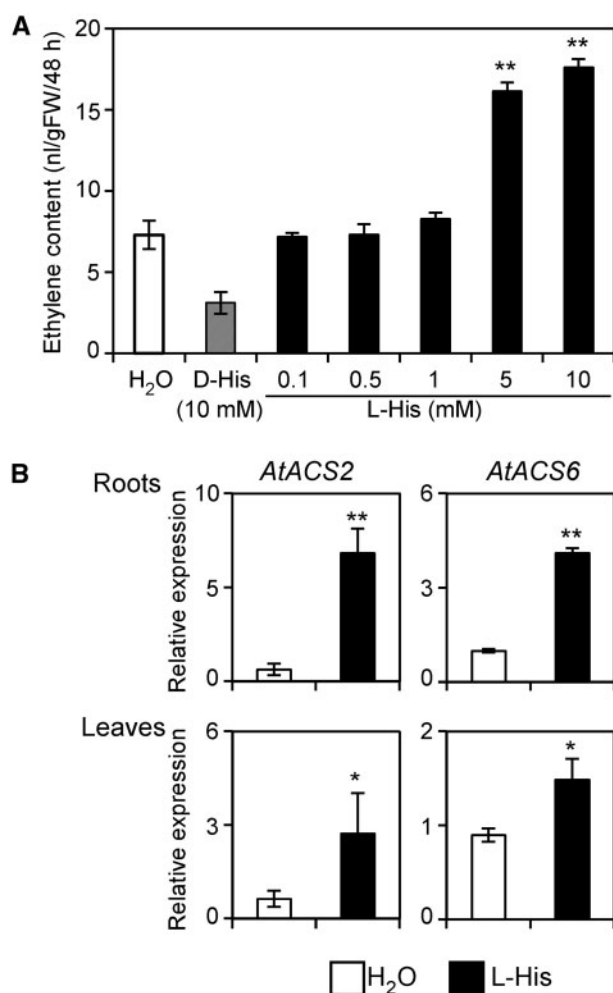 A
Ethylene content (nl/gFW/48 h)
20
15
10
5
0
** **
H₂O D-His 0.1 0.5 1 5 10
(10 mM) L-His (mM)
B
AtACS2 AtACS6
Roots
Relative expression
10
5
0
**
6
4
2
0
**
Leaves
Relative expression
6
3
0
*
2
1
0
*
H₂O L-His